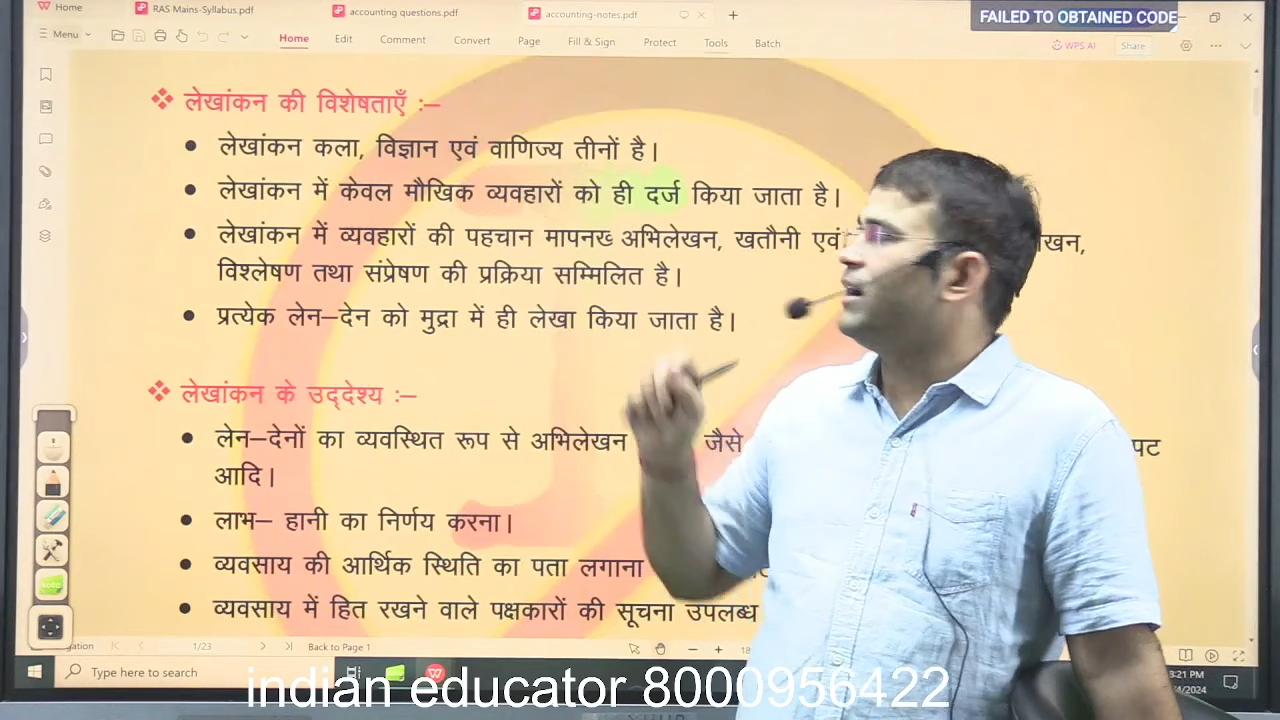 Home
RAS Mains-Syllabus.pdf
accounting questions.pdf
accounting-notes.pdf
FAILED TO OBTAINED CODE
Menu
Home Edit Comment Convert Page Fill & Sign Protect Tools Batch
WPS AI Share
❖ लेखांकन की विशेषताएँ :–
• लेखांकन कला, विज्ञान एवं वाणिज्य तीनों है।
• लेखांकन में केवल मौखिक व्यवहारों को ही दर्ज किया जाता है।
• लेखांकन में व्यवहारों की पहचान मापनख् अभिलेखन, खतौनी एवं
विश्लेषण तथा संप्रेषण की प्रक्रिया सम्मिलित है।
• प्रत्येक लेन–देन को मुद्रा में ही लेखा किया जाता है।
❖ लेखांकन के उद्देश्य :–
• लेन–देनों का व्यवस्थित रूप से अभिलेखन जैसे
आदि।
• लाभ– हानी का निर्णय करना।
• व्यवसाय की आर्थिक स्थिति का पता लगाना
• व्यवसाय में हित रखने वाले पक्षकारों की सूचना उपलब्ध
1/23 Back to Page 1
Type here to search
indian educator 8000956422